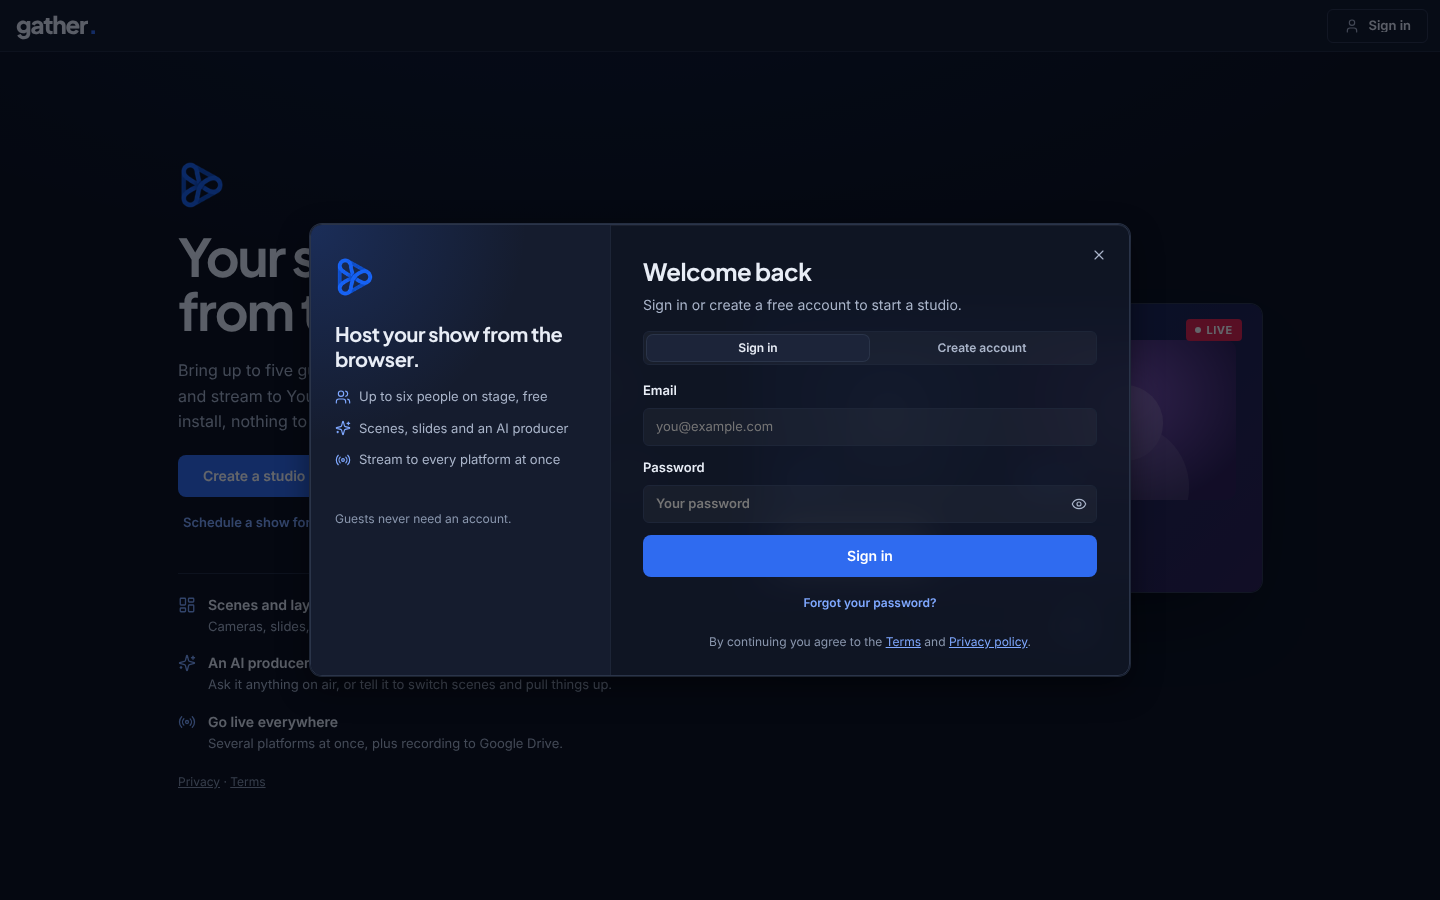 gather.
Sign in
Your s
from t
Bring up to five g
and stream to You
install, nothing to
Create a studio
Schedule a show for
Scenes and lay
Cameras, slides,
An AI producer
Ask it anything on air, or tell it to switch scenes and pull things up.
Go live everywhere
Several platforms at once, plus recording to Google Drive.
Privacy · Terms
LIVE
Host your show from the
browser.
Up to six people on stage, free
Scenes, slides and an AI producer
Stream to every platform at once
Guests never need an account.
Welcome back
Sign in or create a free account to start a studio.
Sign in
Create account
Email
you@example.com
Password
Your password
Sign in
Forgot your password?
By continuing you agree to the Terms and Privacy policy.